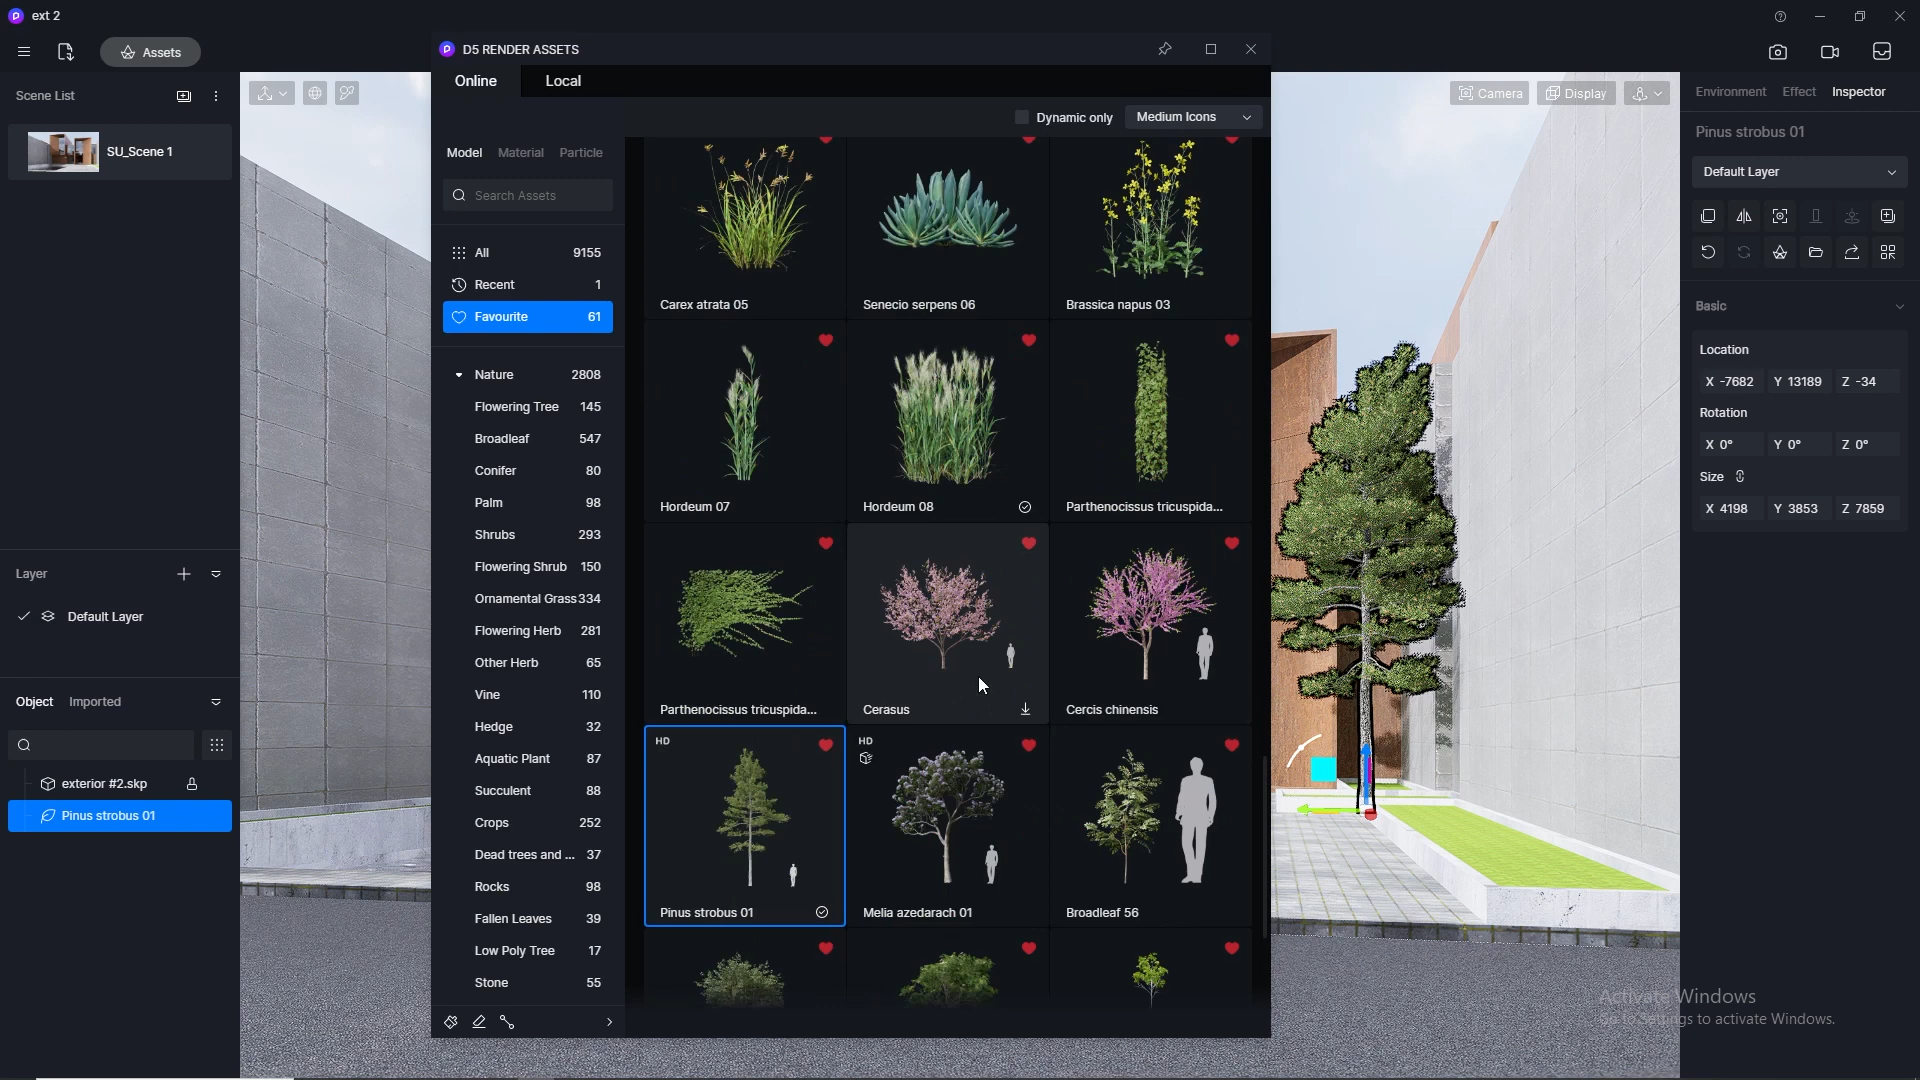 ext 2
Assets
Scene List
SU_Scene 1
Layer
Default Layer
Object Imported
exterior #2.skp
Pinus strobus 01
D5 RENDER ASSETS
Online Local
Dynamic only Medium Icons
Model Material Particle
Search Assets
All 9155
Recent 1
Favourite 61
Nature 2808
Flowering Tree 145
Broadleaf 547
Conifer 80
Palm 98
Shrubs 293
Flowering Shrub 150
Ornamental Grass 334
Flowering Herb 281
Other Herb 65
Vine 110
Hedge 32
Aquatic Plant 87
Succulent 88
Crops 252
Dead trees and ... 37
Rocks 98
Fallen Leaves 39
Low Poly Tree 17
Stone 55
Carex atrata 05
Senecio serpens 06
Brassica napus 03
Hordeum 07
Hordeum 08
Parthenocissus tricuspida...
Parthenocissus tricuspida...
Cerasus
Cercis chinensis
HD
Pinus strobus 01
HD
Melia azedarach 01
Broadleaf 56
Camera Display
Environment Effect Inspector
Pinus strobus 01
Default Layer
Basic
Location
X -7682 Y 13189 Z -34
Rotation
X 0° Y 0° Z 0°
Size
X 4198 Y 3853 Z 7859
Activate Windows
Go to Settings to activate Windows.